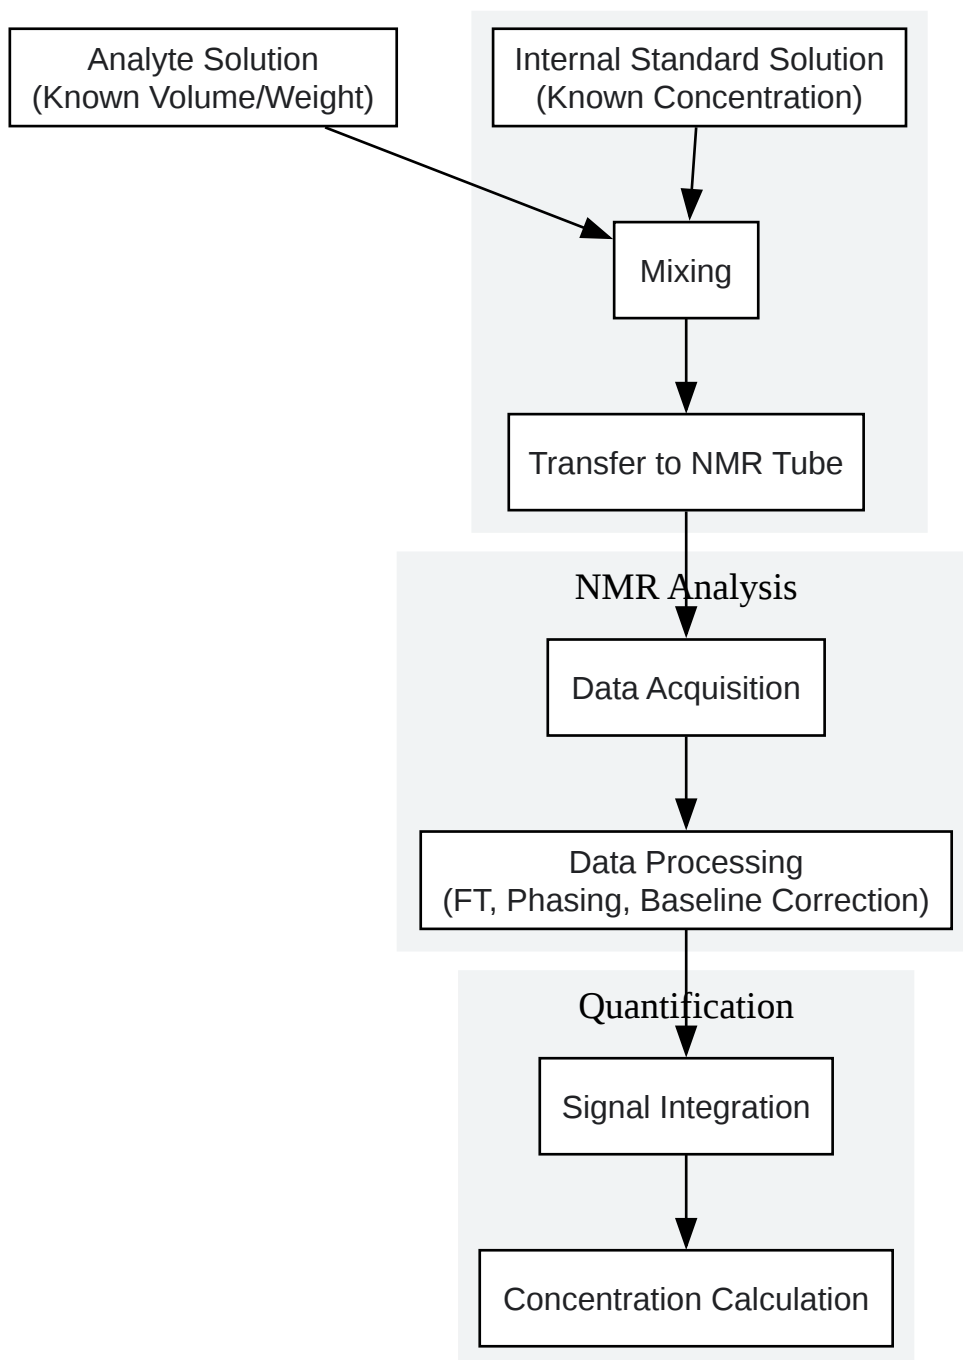 Analyte Solution
(Known Volume/Weight)
Internal Standard Solution
(Known Concentration)
Mixing
Transfer to NMR Tube
NMR Analysis
Data Acquisition
Data Processing
(FT, Phasing, Baseline Correction)
Quantification
Signal Integration
Concentration Calculation